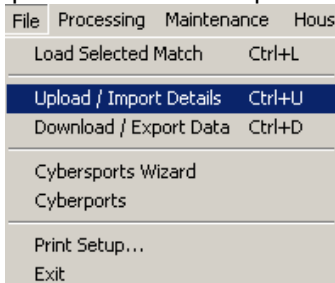 File Processing Maintenance Hous
Load Selected Match Ctrl+L
Upload / Import Details Ctrl+U
Download / Export Data Ctrl+D
Cybersports Wizard
Cyberports
Print Setup...
Exit